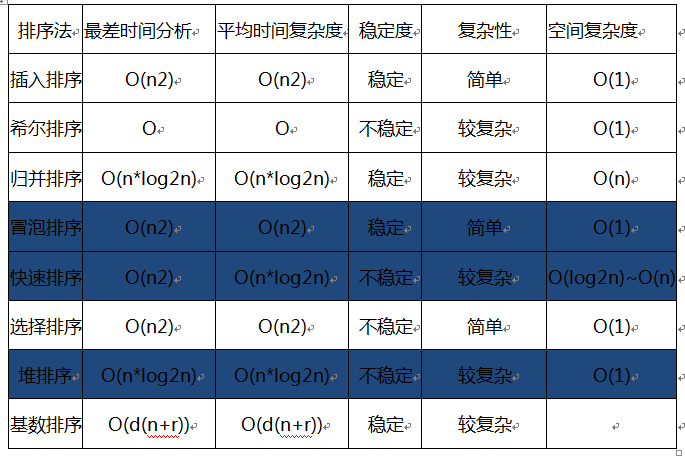 排序法 最差时间分析 平均时间复杂度 稳定度 复杂性 空间复杂度
插入排序 O(n2) O(n2) 稳定 简单 O(1)
希尔排序 O O 不稳定 较复杂 O(1)
归并排序 O(n*log2n) O(n*log2n) 稳定 较复杂 O(n)
冒泡排序 O(n2) O(n2) 稳定 简单 O(1)
快速排序 O(n2) O(n*log2n) 不稳定 较复杂 O(log2n)~O(n)
选择排序 O(n2) O(n2) 不稳定 简单 O(1)
堆排序 O(n*log2n) O(n*log2n) 不稳定 较复杂 O(1)
基数排序 O(d(n+r)) O(d(n+r)) 稳定 较复杂